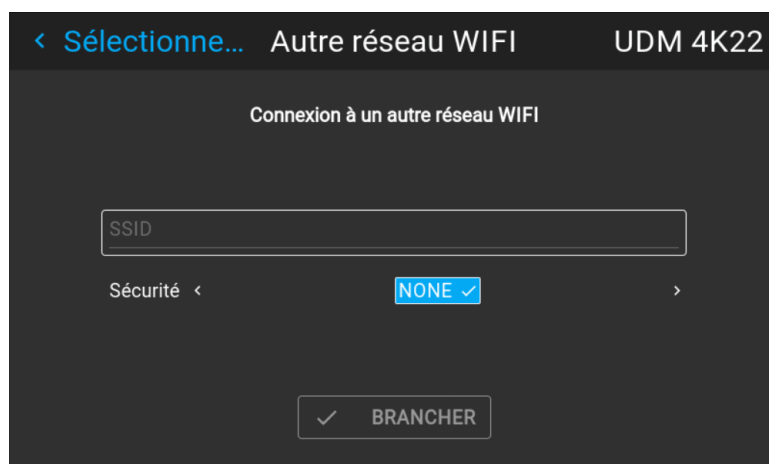 Sélectionne... Autre réseau WIFI UDM 4K22
Connexion à un autre réseau WIFI
SSID
Sécurité NONE
BRANCHER